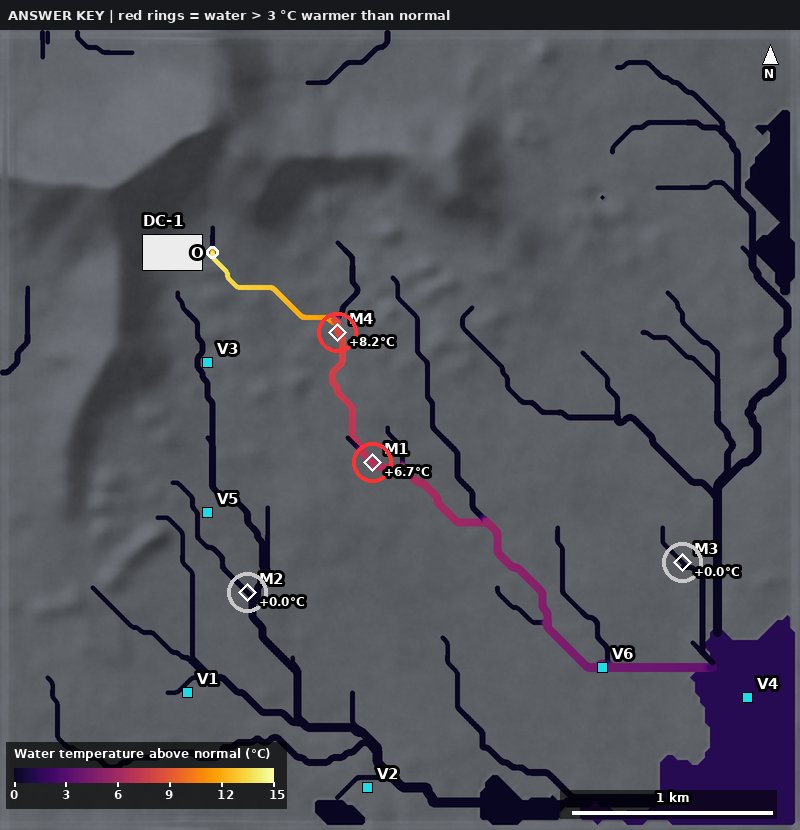 ANSWER KEY | red rings = water > 3 °C warmer than normal
N
DC-1
O
M4
+8.2°C
V3
M1
+6.7°C
V5
M3
+0.0°C
M2
+0.0°C
V6
V1
V4
Water temperature above normal (°C)
0 3 6 9 12 15
V2
1 km